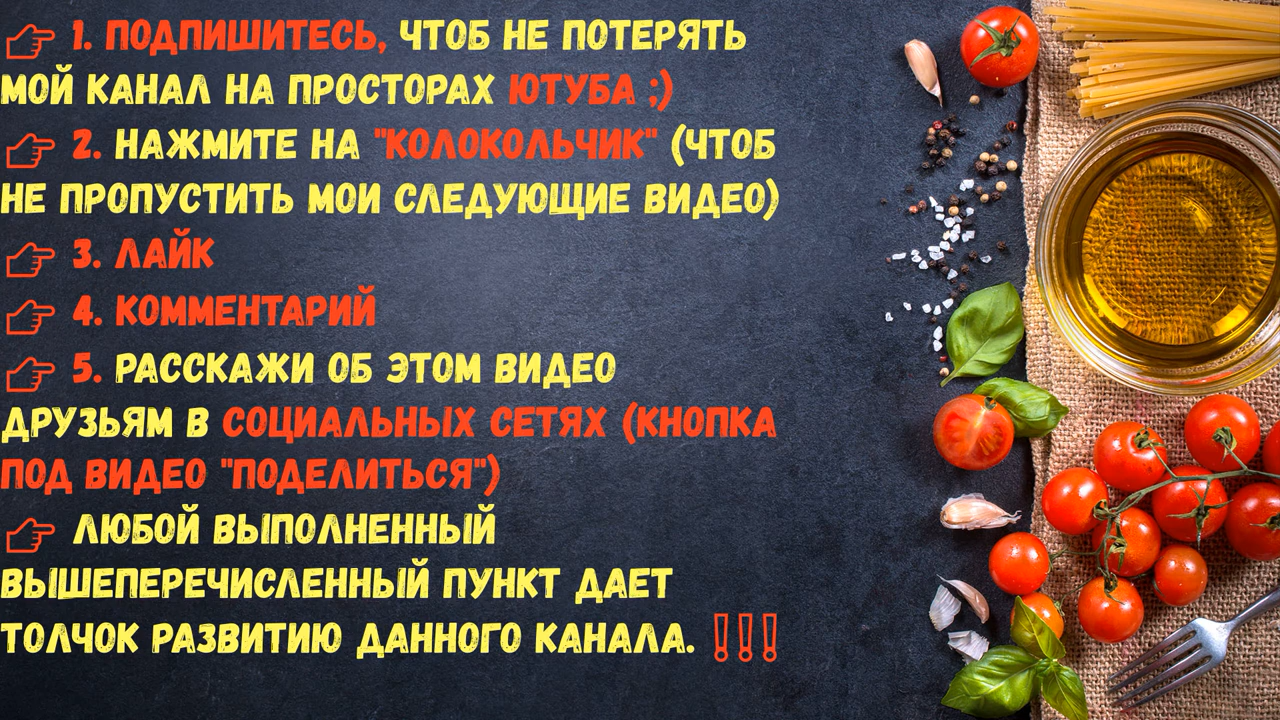 👉 1. ПОДПИШИТЕСЬ, ЧТОБ НЕ ПОТЕРЯТЬ
МОЙ КАНАЛ НА ПРОСТОРАХ ЮТУБА ;)
👉 2. НАЖМИТЕ НА "КОЛОКОЛЬЧИК" (ЧТОБ
НЕ ПРОПУСТИТЬ МОИ СЛЕДУЮЩИЕ ВИДЕО)
👉 3. ЛАЙК
👉 4. КОММЕНТАРИЙ
👉 5. РАССКАЖИ ОБ ЭТОМ ВИДЕО
ДРУЗЬЯМ В СОЦИАЛЬНЫХ СЕТЯХ (КНОПКА
ПОД ВИДЕО "ПОДЕЛИТЬСЯ")
👉 ЛЮБОЙ ВЫПОЛНЕННЫЙ
ВЫШЕПЕРЕЧИСЛЕННЫЙ ПУНКТ ДАЕТ
ТОЛЧОК РАЗВИТИЮ ДАННОГО КАНАЛА. ❗❗❗